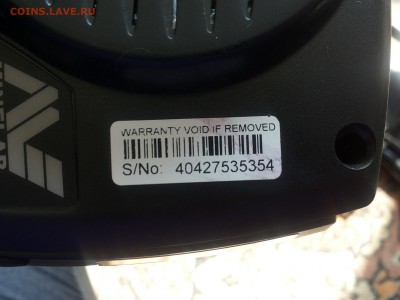 COINS.LAVE.RU
WARRANTY VOID IF REMOVED
S/No: 40427535354